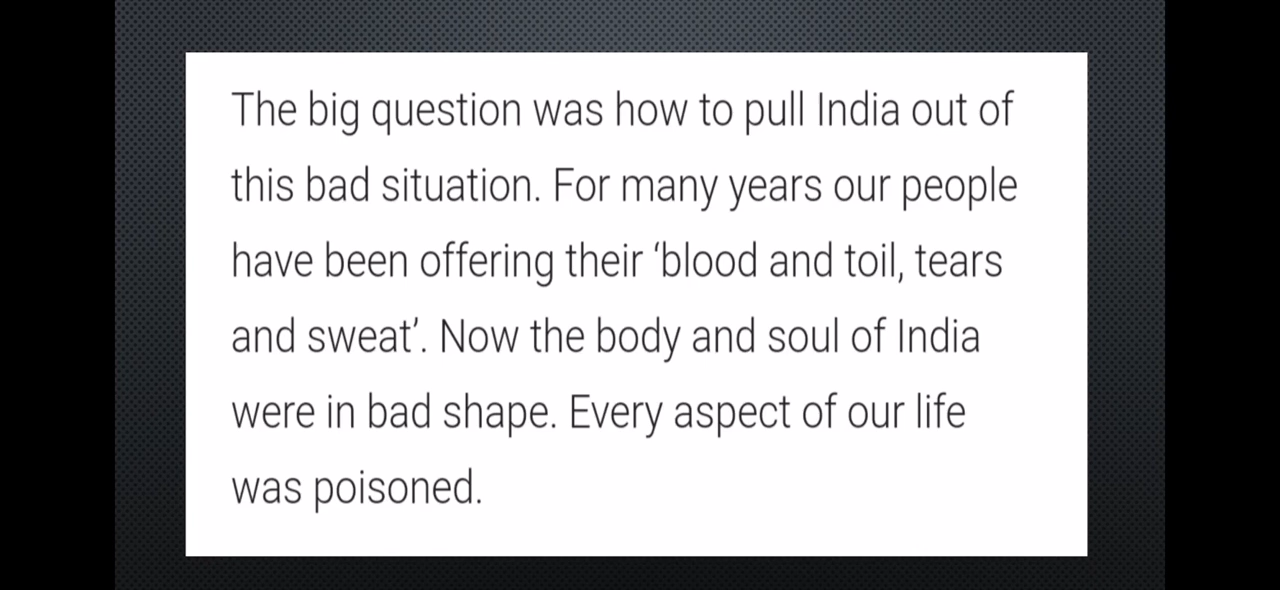 The big question was how to pull India out of
this bad situation. For many years our people
have been offering their ‘blood and toil, tears
and sweat’. Now the body and soul of India
were in bad shape. Every aspect of our life
was poisoned.